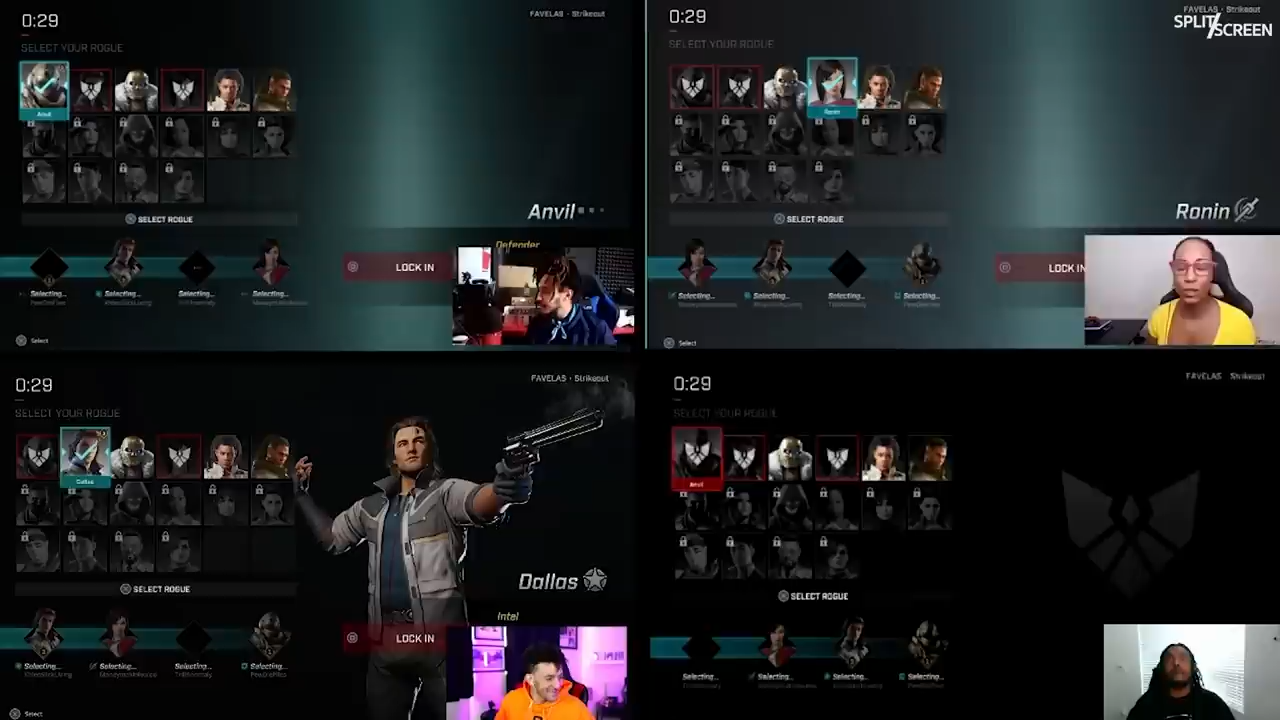 0:29
FAVELAS - Strikeout
SELECT YOUR ROGUE
Anvil
SELECT ROGUE
Anvil
Defender
LOCK IN
Selecting...
Selecting...
Selecting...
Selecting...
Select
0:29
FAVELAS - Strikeout
SPLIT
SCREEN
SELECT YOUR ROGUE
Ronin
SELECT ROGUE
Ronin
LOCK IN
Selecting...
Selecting...
Selecting...
Selecting...
Select
0:29
FAVELAS - Strikeout
SELECT YOUR ROGUE
Dallas
SELECT ROGUE
Dallas
Intel
LOCK IN
Selecting...
Selecting...
Selecting...
Selecting...
Select
0:29
FAVELAS Strikeout
SELECT YOUR ROGUE
Anvil
SELECT ROGUE
Selecting...
Selecting...
Selecting...
Selecting...